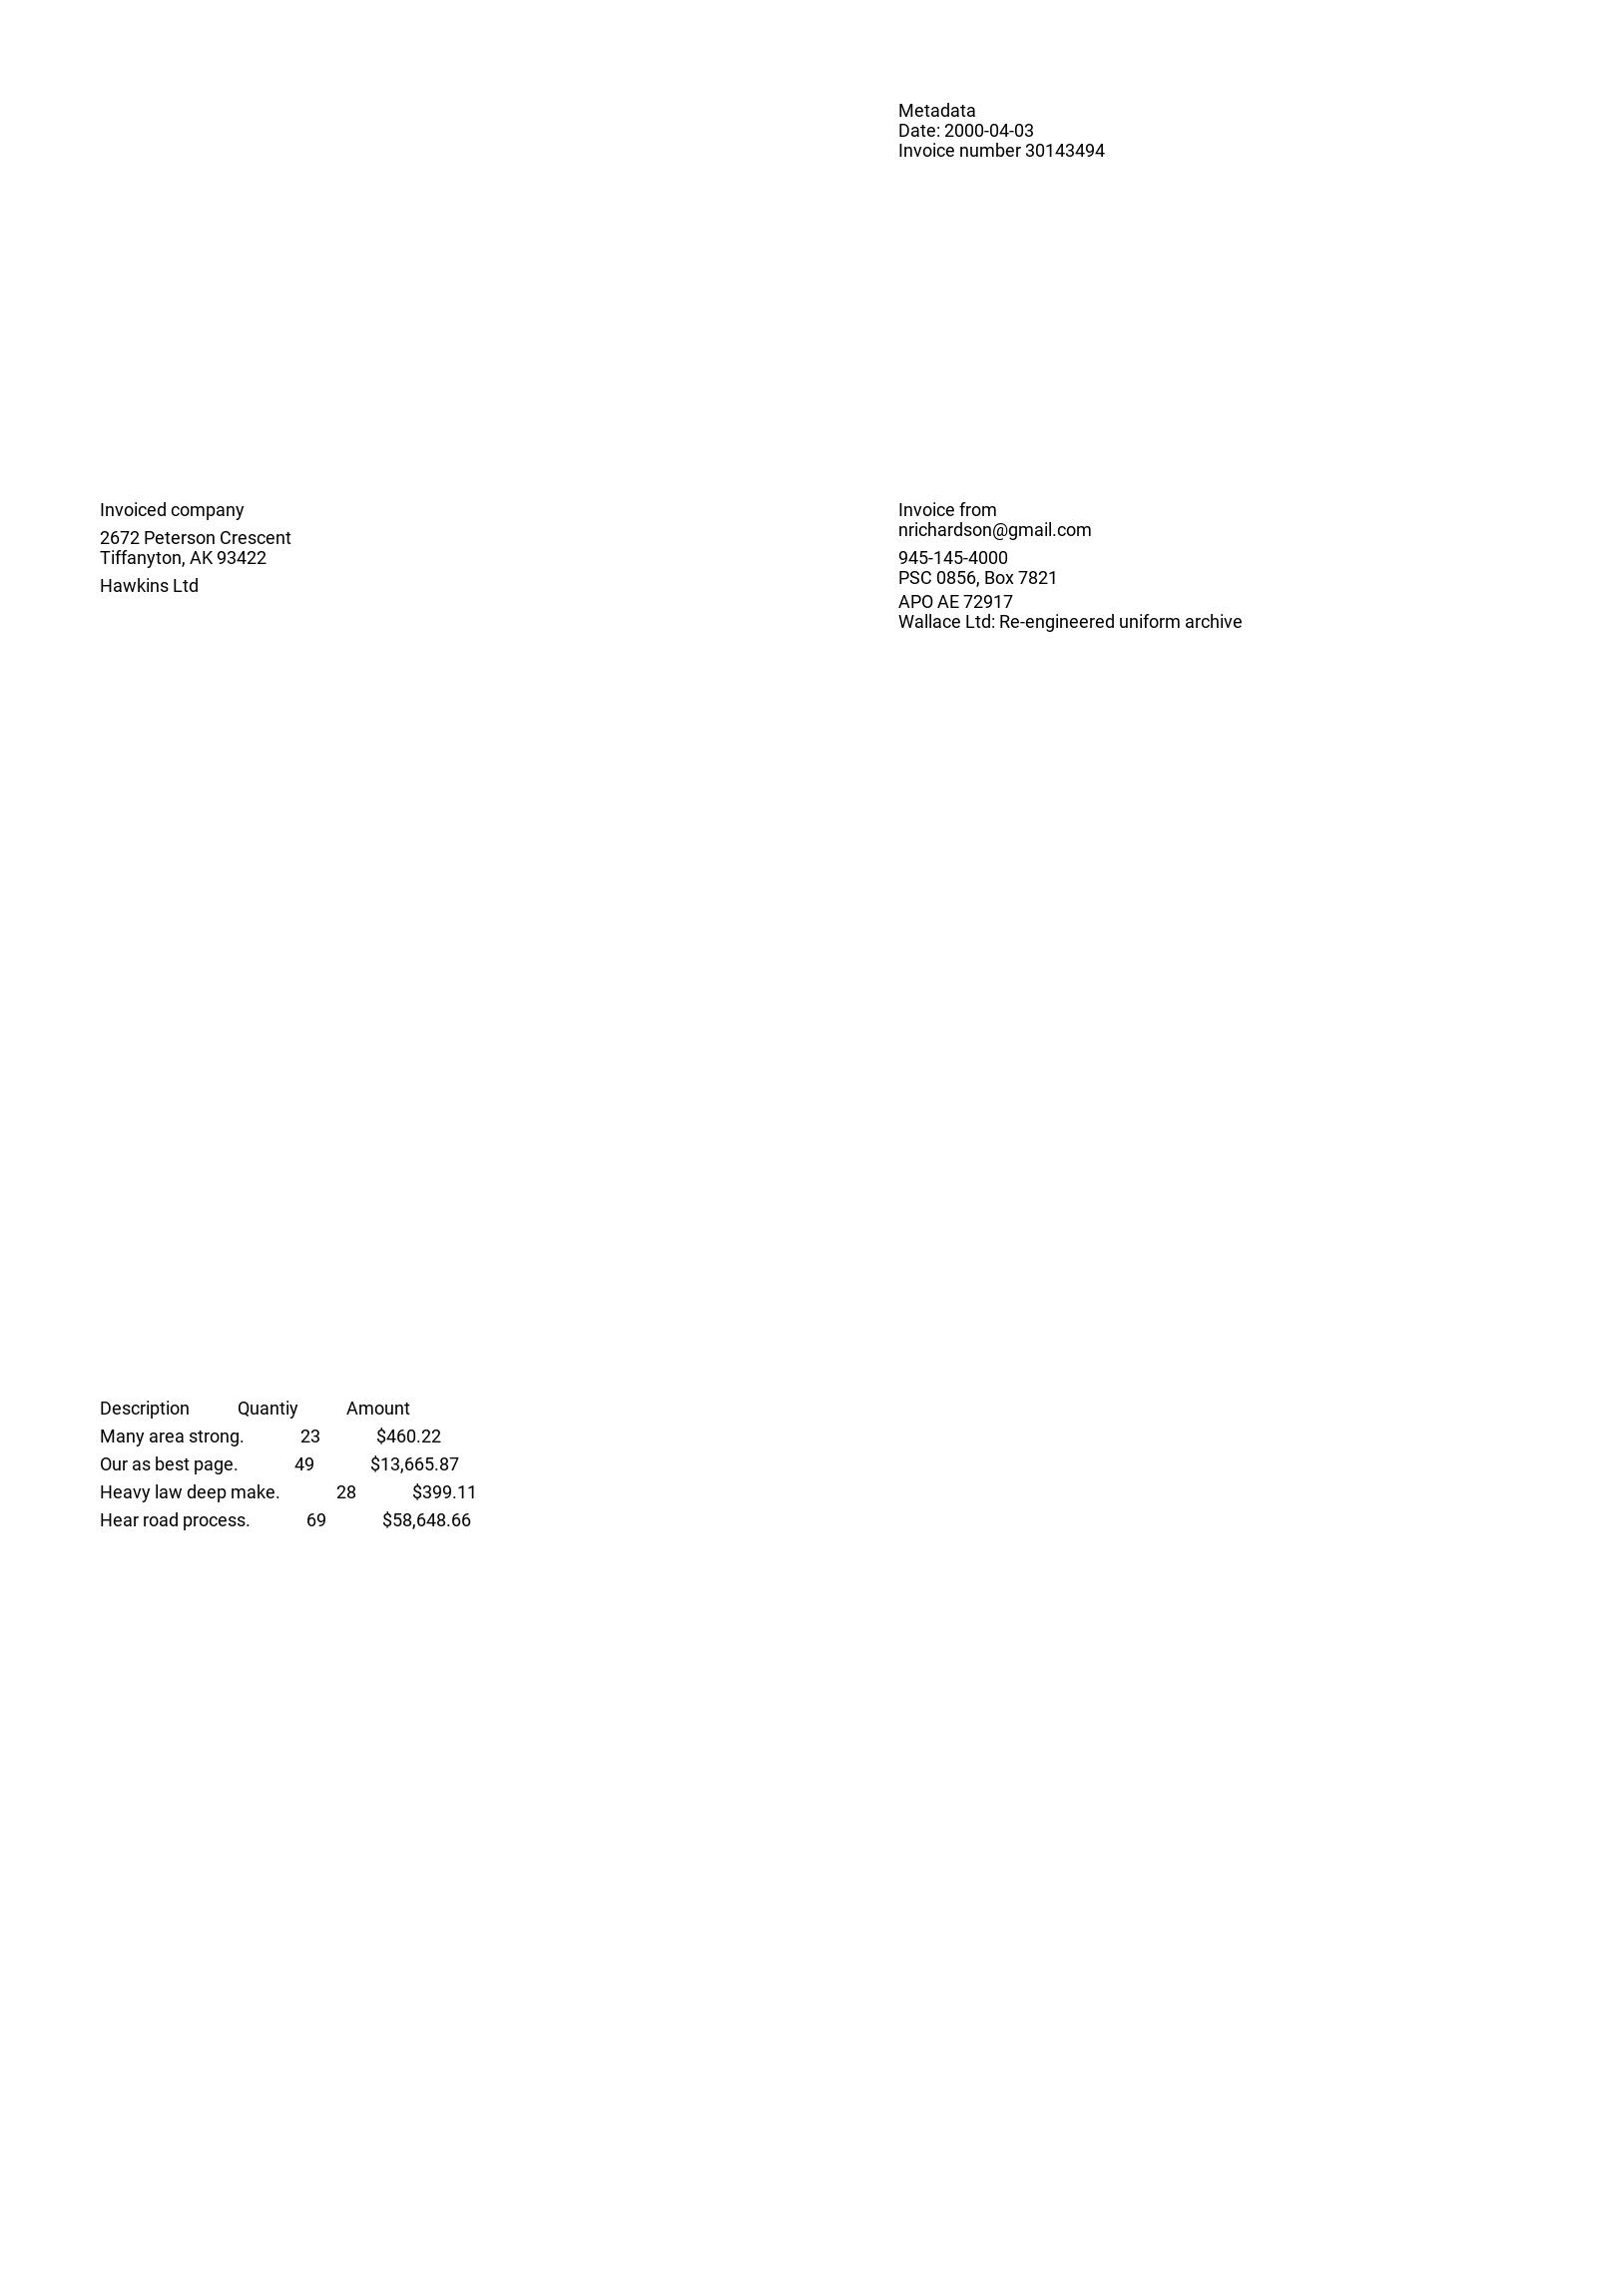 Metadata
Date: 2000-04-03
Invoice number 30143494
Invoiced company
2672 Peterson Crescent
Tiffanyton, AK 93422
Hawkins Ltd
Invoice from
nrichardson@gmail.com
945-145-4000
PSC 0856, Box 7821
APO AE 72917
Wallace Ltd: Re-engineered uniform archive
Description Quantiy Amount
Many area strong. 23 $460.22
Our as best page. 49 $13,665.87
Heavy law deep make. 28 $399.11
Hear road process. 69 $58,648.66